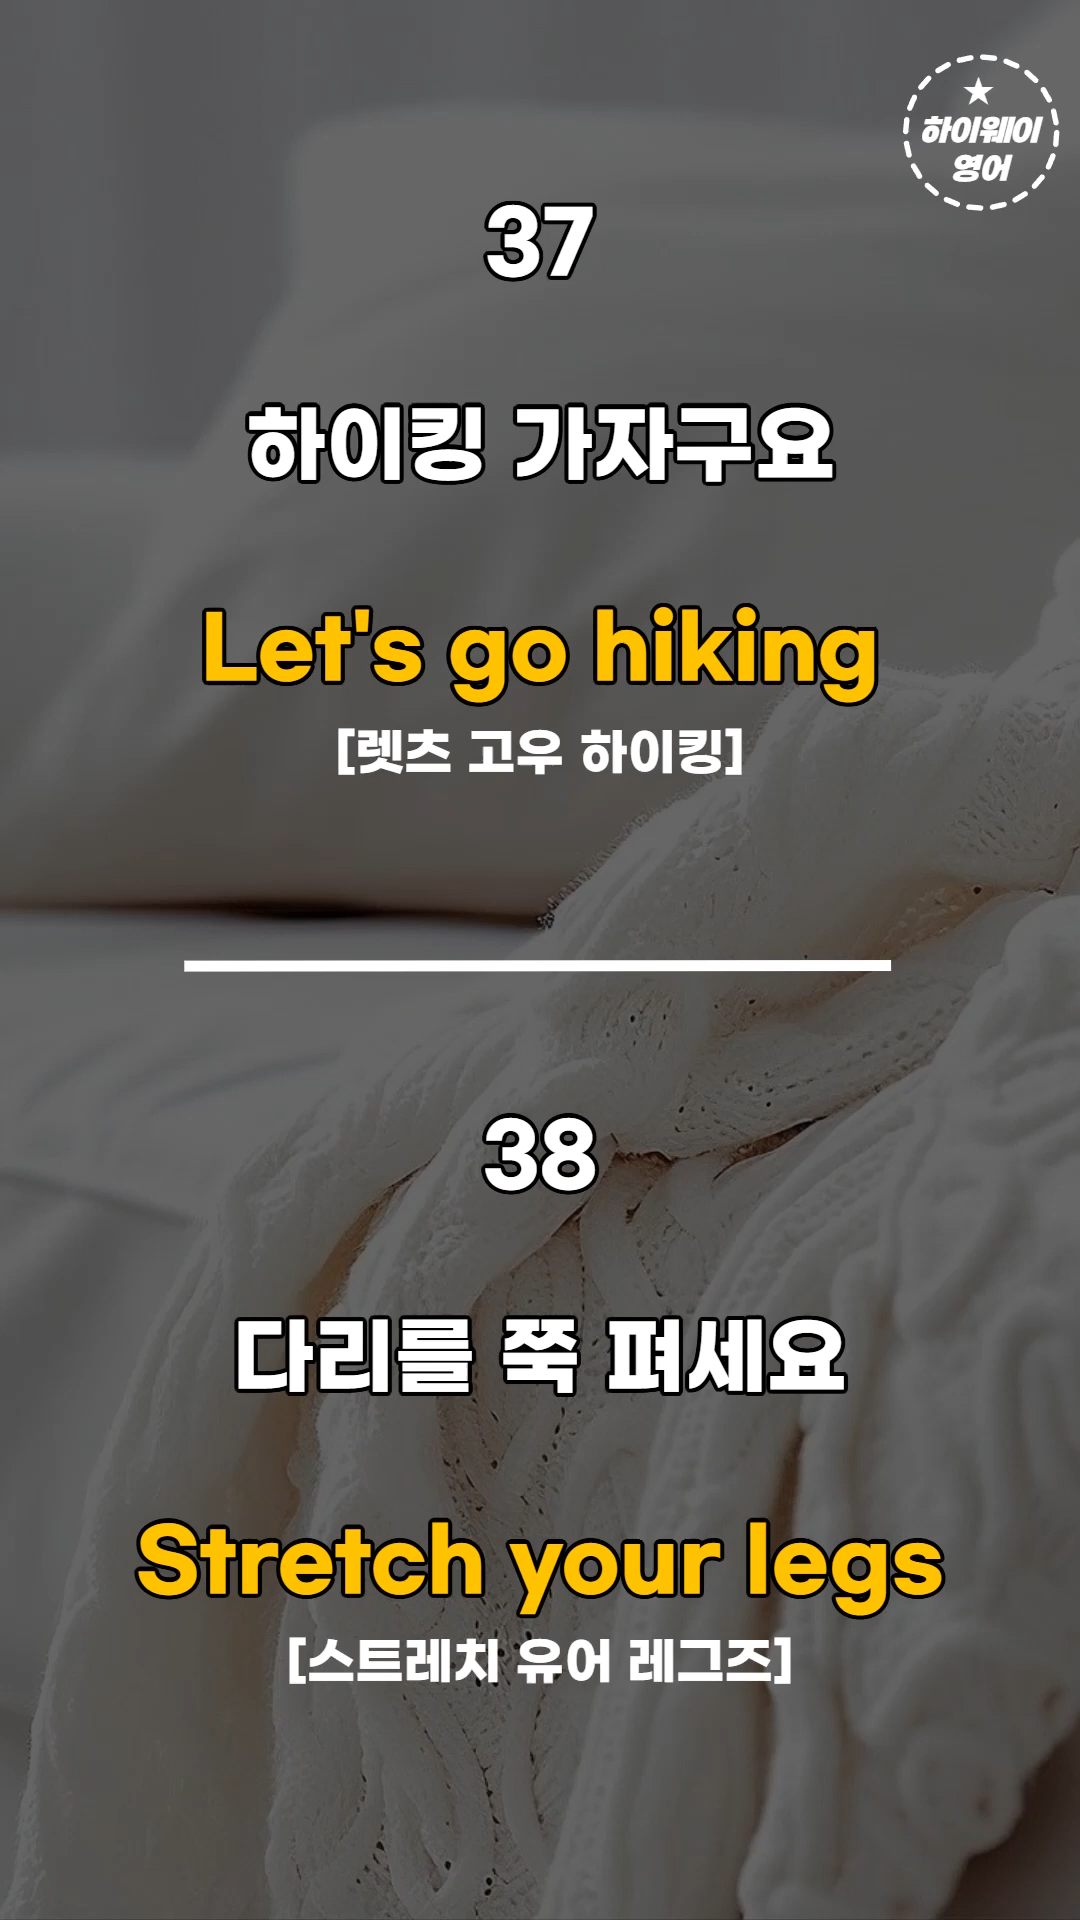 ★
하이웨이
영어
37
하이킹 가자구요
Let's go hiking
[렛츠 고우 하이킹]
38
다리를 쭉 펴세요
Stretch your legs
[스트레치 유어 레그즈]